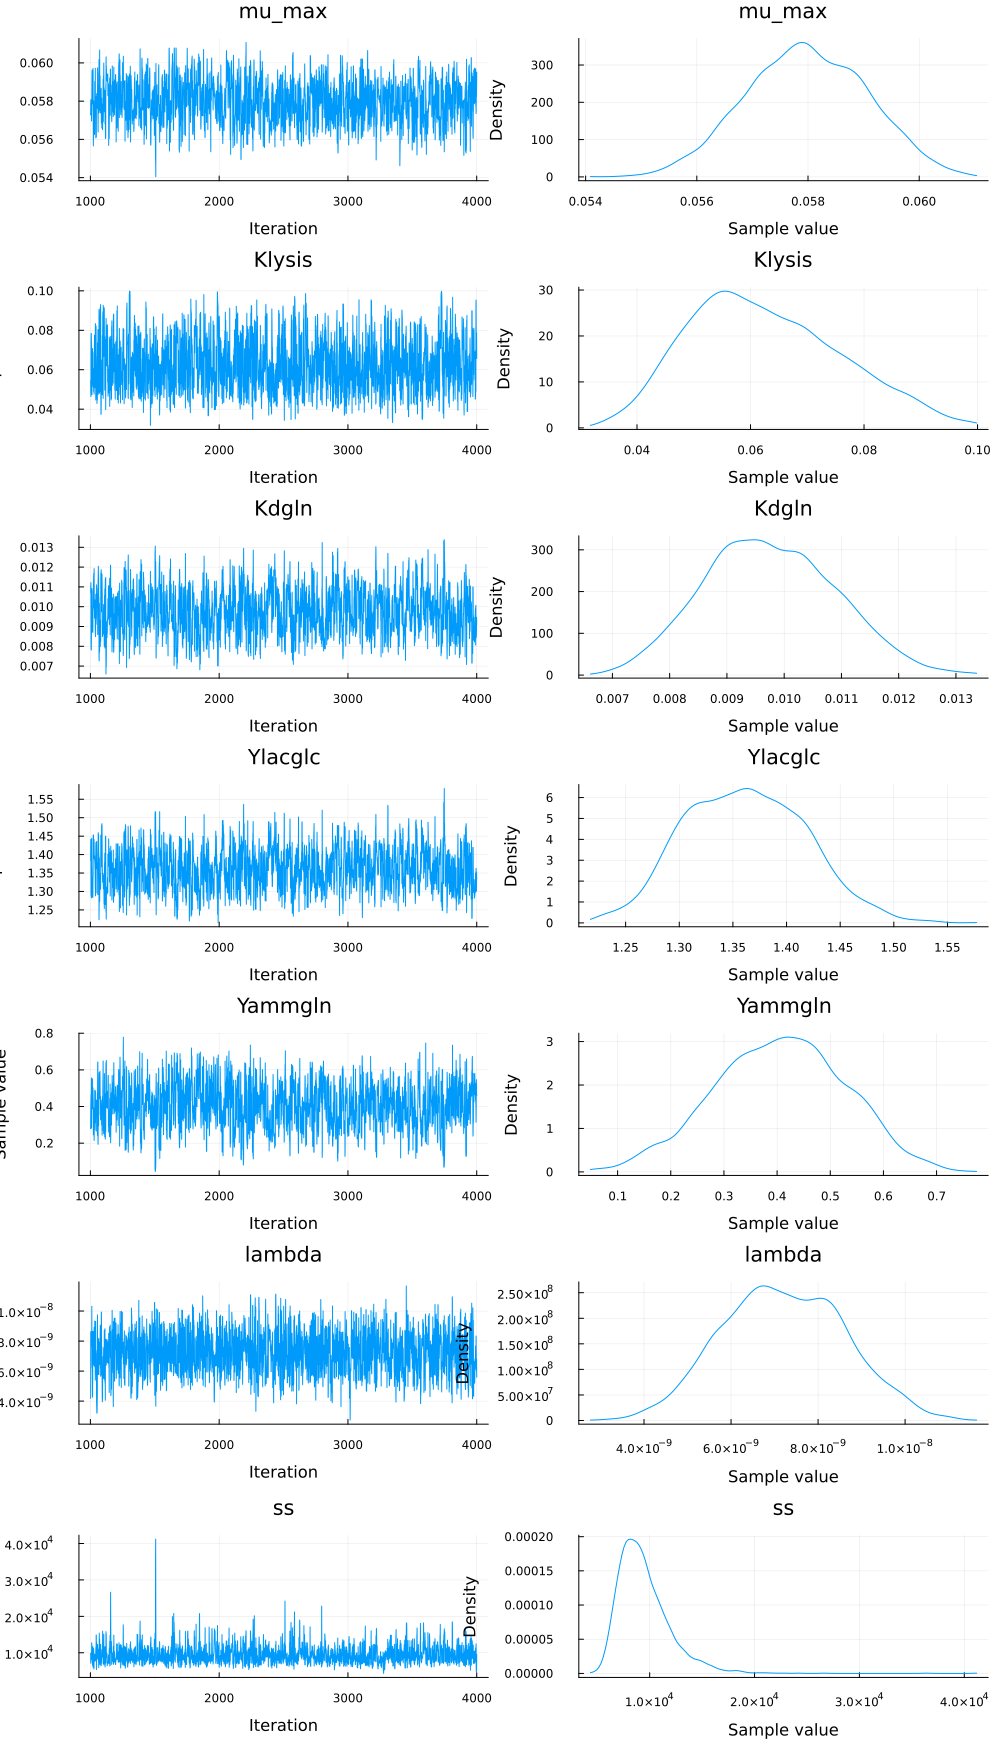 mu_max
mu_max
0.060
0.058
0.056
0.054
1000 2000 3000 4000
Iteration
Density
300
200
100
0
0.054 0.056 0.058 0.060
Sample value
Klysis
Klysis
0.10
0.08
0.06
0.04
1000 2000 3000 4000
Iteration
Density
30
20
10
0
0.04 0.06 0.08 0.10
Sample value
Kdgln
Kdgln
0.013
0.012
0.011
0.010
0.009
0.008
0.007
1000 2000 3000 4000
Iteration
Density
300
200
100
0
0.007 0.008 0.009 0.010 0.011 0.012 0.013
Sample value
Ylacglc
Ylacglc
1.55
1.50
1.45
1.40
1.35
1.30
1.25
1000 2000 3000 4000
Iteration
Density
6
5
4
3
2
1
0
1.25 1.30 1.35 1.40 1.45 1.50 1.55
Sample value
Yammgln
Yammgln
Sample value
0.8
0.6
0.4
0.2
1000 2000 3000 4000
Iteration
Density
3
2
1
0
0.1 0.2 0.3 0.4 0.5 0.6 0.7
Sample value
lambda
lambda
1.0×10⁻⁸
8.0×10⁻⁹
6.0×10⁻⁹
4.0×10⁻⁹
1000 2000 3000 4000
Iteration
Density
2.50×10⁸
2.00×10⁸
1.50×10⁸
1.00×10⁸
5.00×10⁷
0
4.0×10⁻⁹ 6.0×10⁻⁹ 8.0×10⁻⁹ 1.0×10⁻⁸
Sample value
ss
ss
4.0×10⁴
3.0×10⁴
2.0×10⁴
1.0×10⁴
1000 2000 3000 4000
Iteration
Density
0.00020
0.00015
0.00010
0.00005
0.00000
1.0×10⁴ 2.0×10⁴ 3.0×10⁴ 4.0×10⁴
Sample value